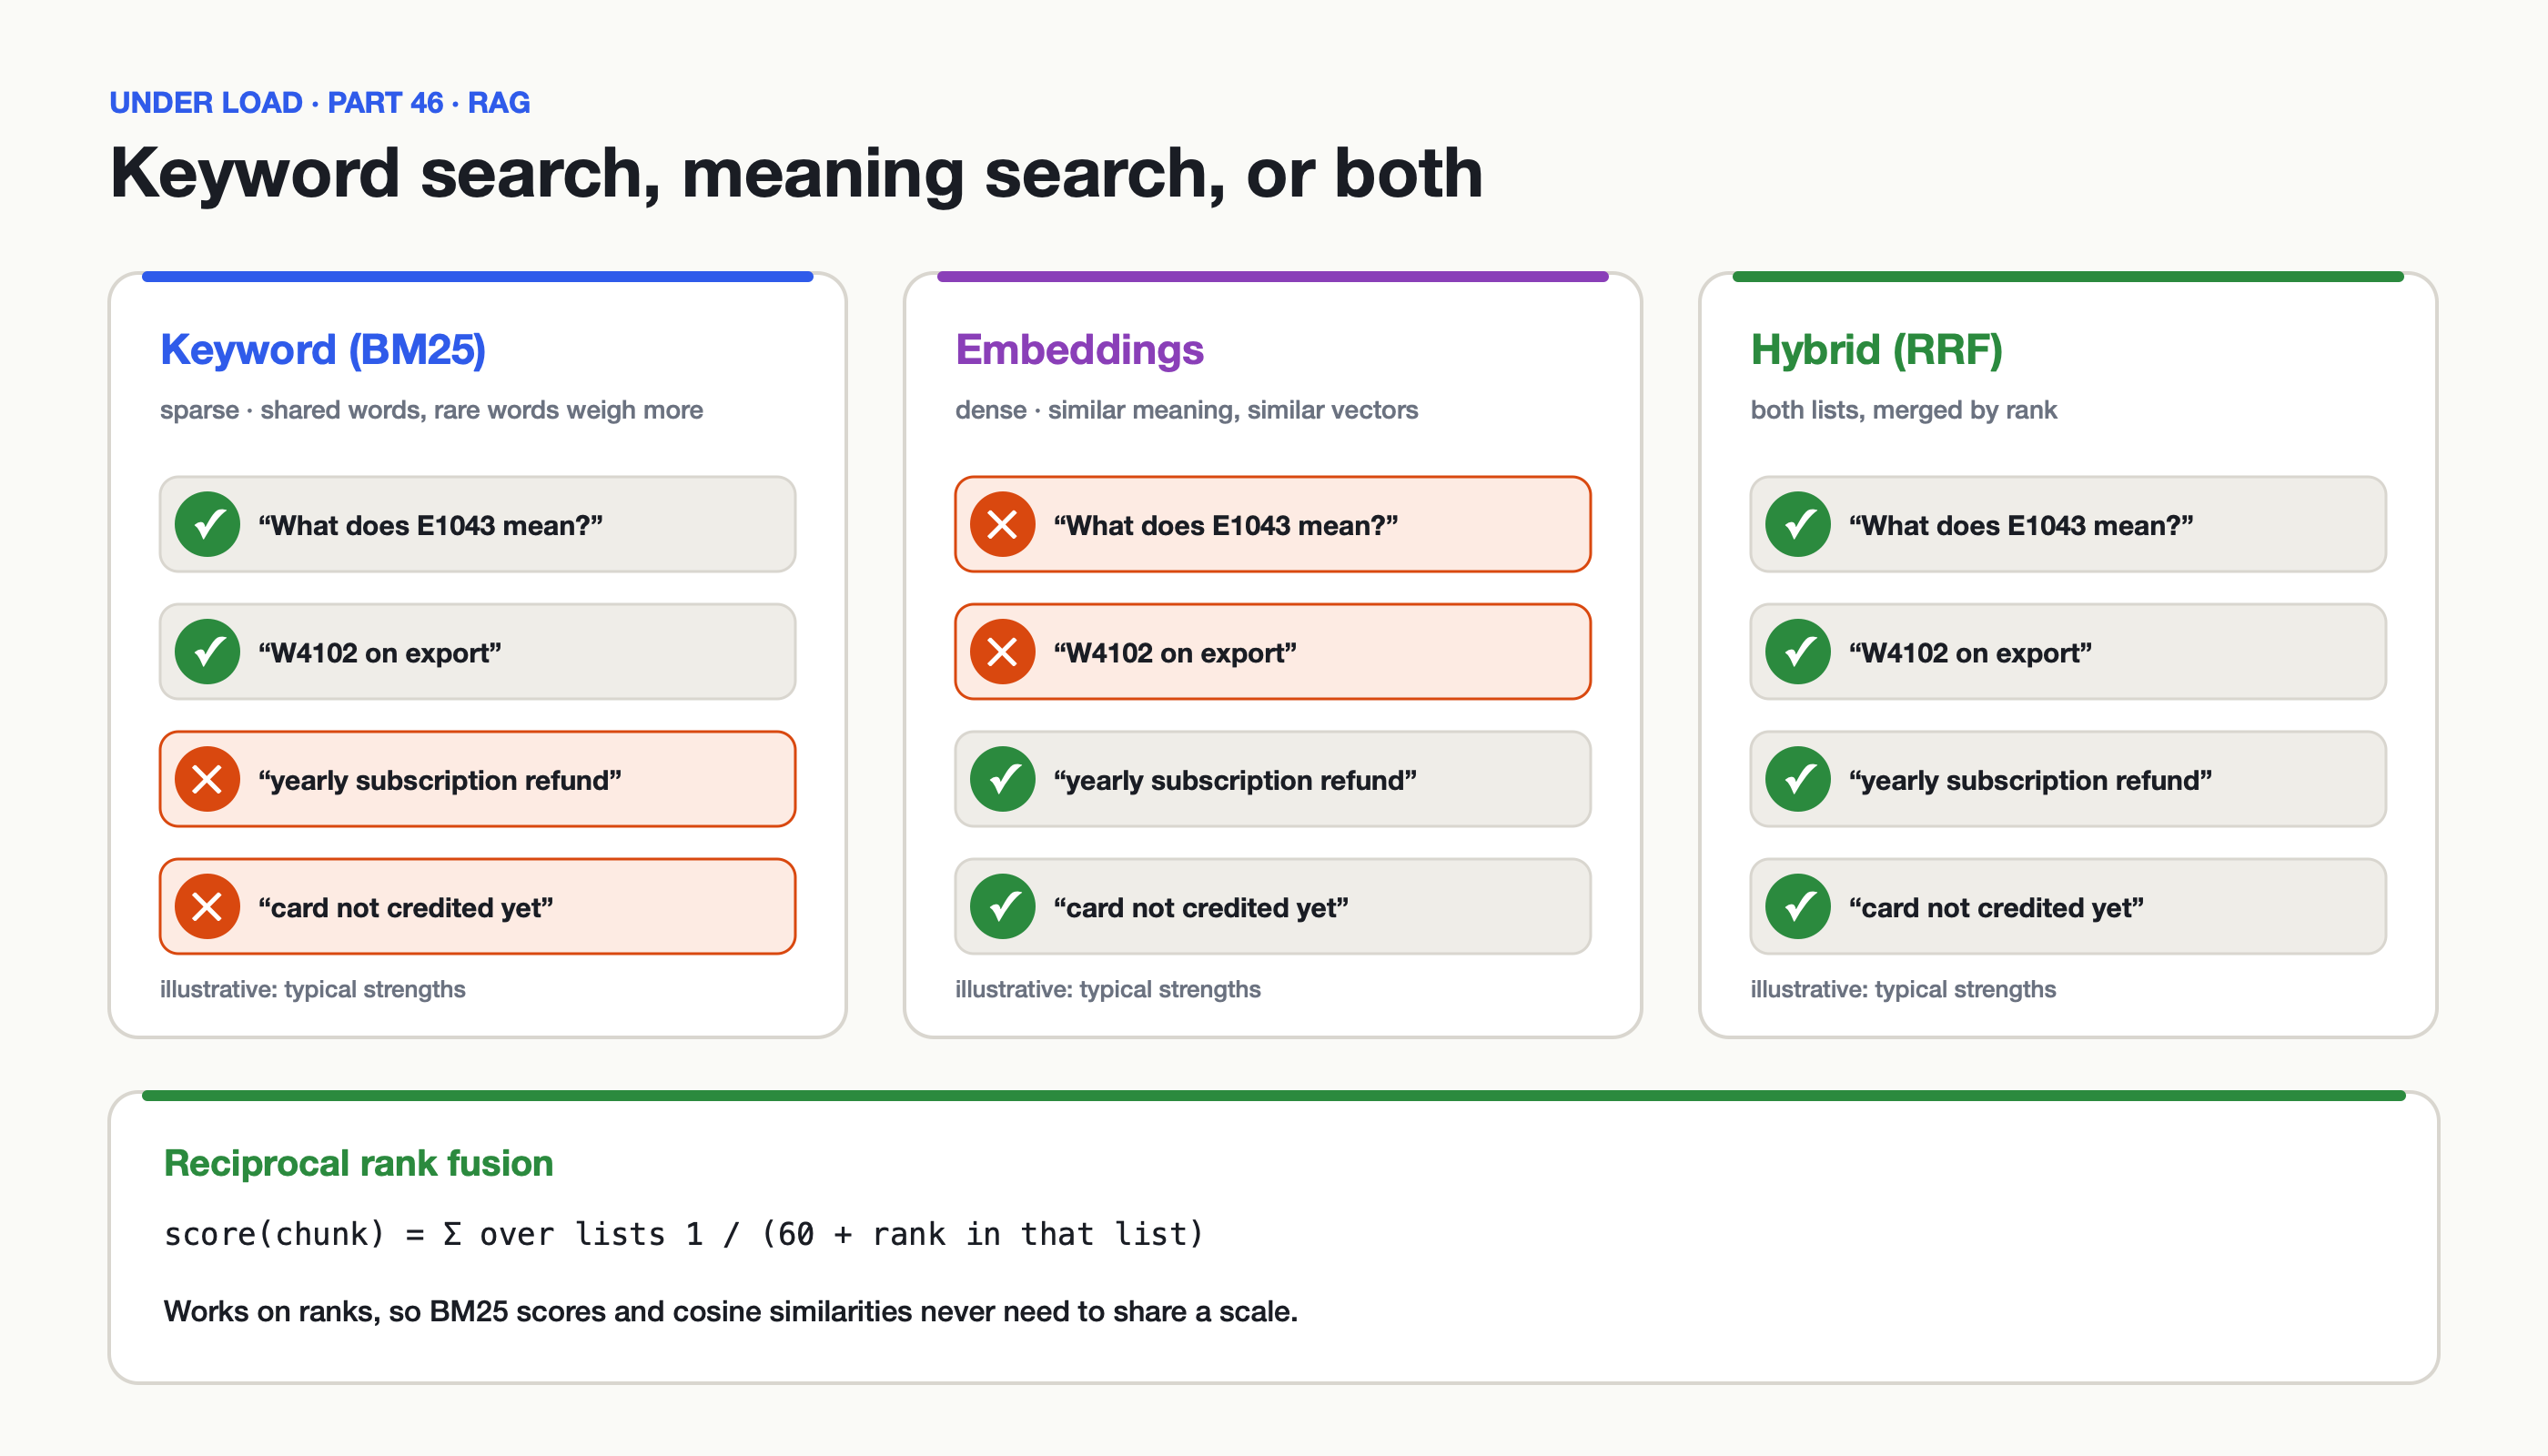 UNDER LOAD · PART 46 · RAG
Keyword search, meaning search, or both
Keyword (BM25)
sparse · shared words, rare words weigh more
“What does E1043 mean?”
“W4102 on export”
“yearly subscription refund”
“card not credited yet”
illustrative: typical strengths
Embeddings
dense · similar meaning, similar vectors
“What does E1043 mean?”
“W4102 on export”
“yearly subscription refund”
“card not credited yet”
illustrative: typical strengths
Hybrid (RRF)
both lists, merged by rank
“What does E1043 mean?”
“W4102 on export”
“yearly subscription refund”
“card not credited yet”
illustrative: typical strengths
Reciprocal rank fusion
score(chunk) = Σ over lists 1 / (60 + rank in that list)
Works on ranks, so BM25 scores and cosine similarities never need to share a scale.